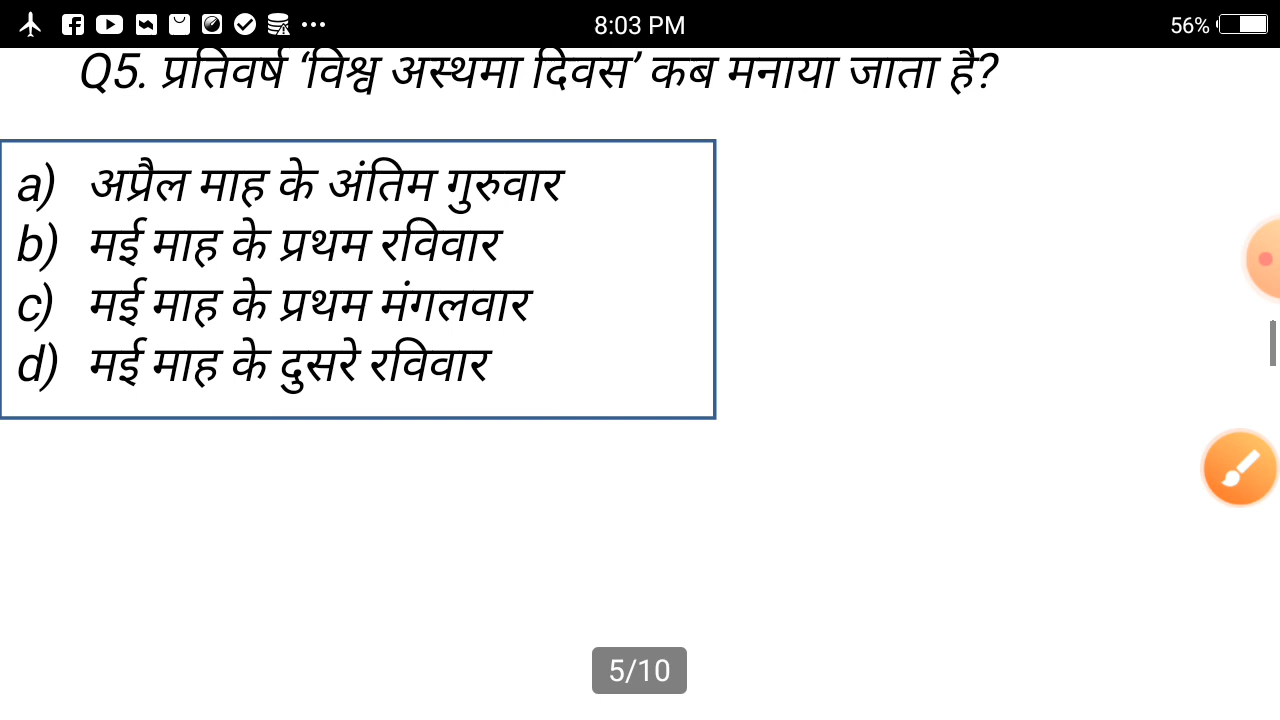 8:03 PM
56%
Q5. प्रतिवर्ष ‘विश्व अस्थमा दिवस’ कब मनाया जाता है?
a) अप्रैल माह के अंतिम गुरुवार
b) मई माह के प्रथम रविवार
c) मई माह के प्रथम मंगलवार
d) मई माह के दुसरे रविवार
5/10